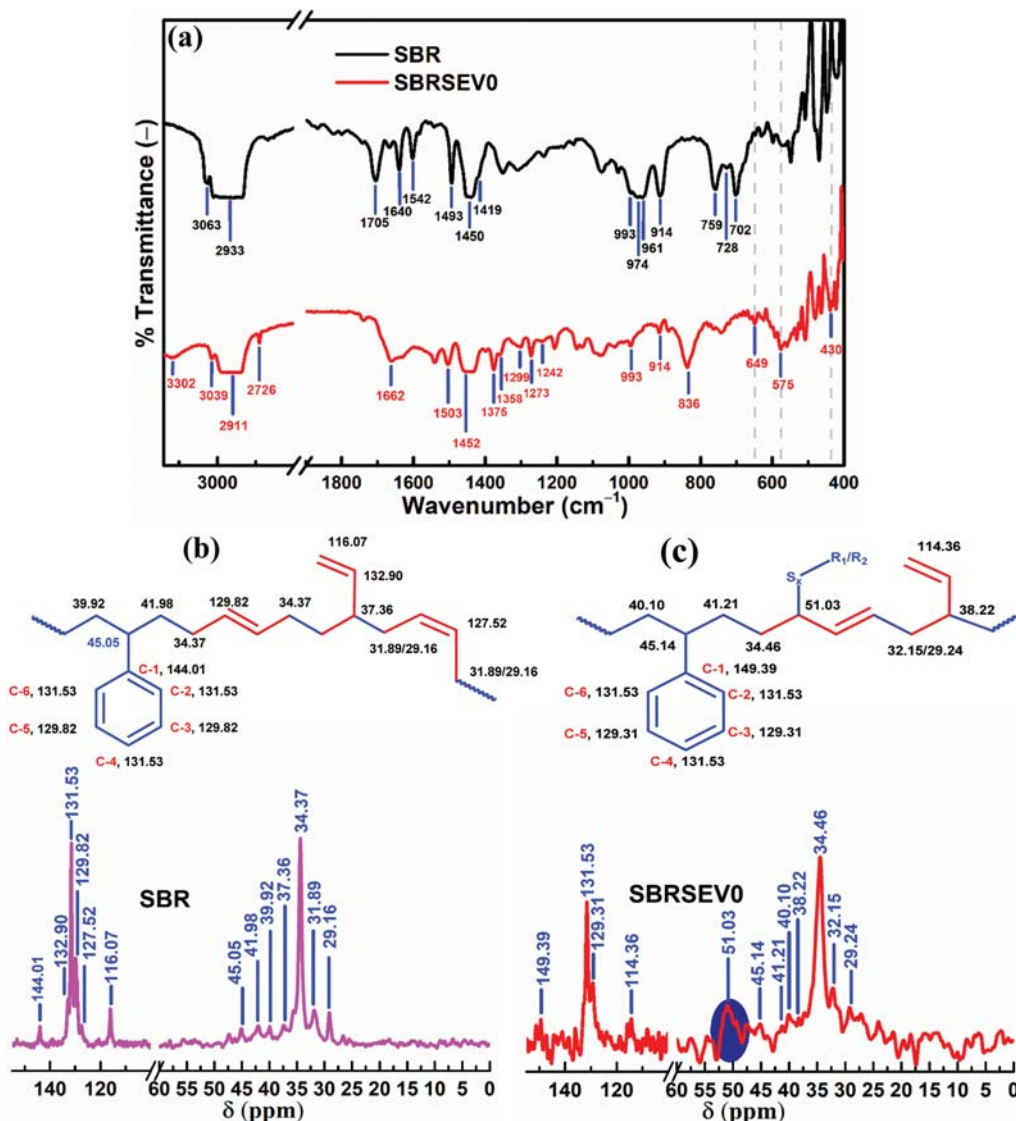 (a)
SBR
SBRSEV0
% Transmittance (–)
3063
2933
1705
1640
1542
1493
1450
1419
993
974
961
914
759
728
702
3302
3039
2911
2726
1662
1503
1452
1375
1358
1299
1273
1242
993
914
836
649
575
430
3000 1800 1600 1400 1200 1000 800 600 400
Wavenumber (cm⁻¹)
(b)
116.07
132.90
39.92 41.98 129.82 34.37 37.36
127.52
45.05 34.37 31.89/29.16
31.89/29.16
C-1, 144.01
C-6, 131.53 C-2, 131.53
C-5, 129.82 C-3, 129.82
C-4, 131.53
(c)
R₁/R₂
Sₓ
114.36
40.10 41.21 51.03 38.22
45.14 34.46 32.15/29.24
C-1, 149.39
C-6, 131.53 C-2, 131.53
C-5, 129.31 C-3, 129.31
C-4, 131.53
SBR
144.01
132.90
131.53
129.82
127.52
116.07
45.05
41.98
39.92
37.36
34.37
31.89
29.16
140 120 60 55 45 40 35 30 25 20 15 10 5 0
δ (ppm)
SBRSEV0
149.39
131.53
129.31
114.36
51.03
45.14
41.21
40.10
38.22
34.46
32.15
29.24
140 120 60 55 50 45 40 35 30 25 20 15 10 5 0
δ (ppm)